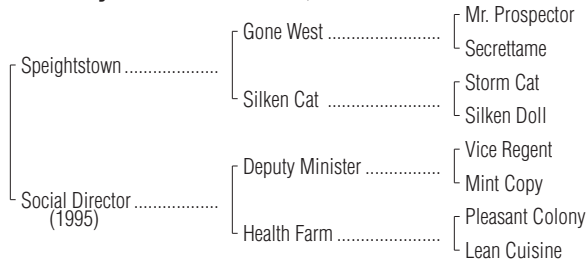 Mr. Prospector
Gone West ........................
Secrettame
Speightstown ....................
Storm Cat
Silken Cat ........................
Silken Doll
Vice Regent
Deputy Minister ................
Mint Copy
Social Director ..................
(1995)
Pleasant Colony
Health Farm ......................
Lean Cuisine